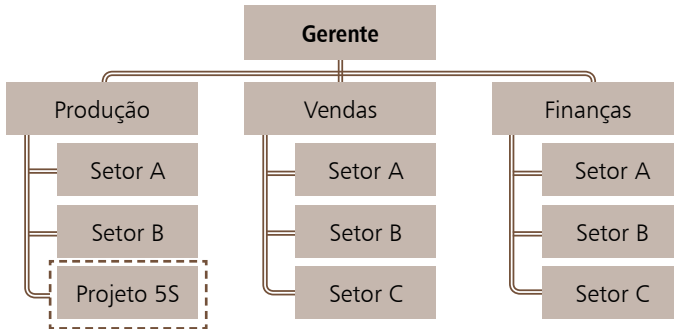 Gerente
Produção
Vendas
Finanças
Setor A
Setor A
Setor A
Setor B
Setor B
Setor B
Projeto 5S
Setor C
Setor C